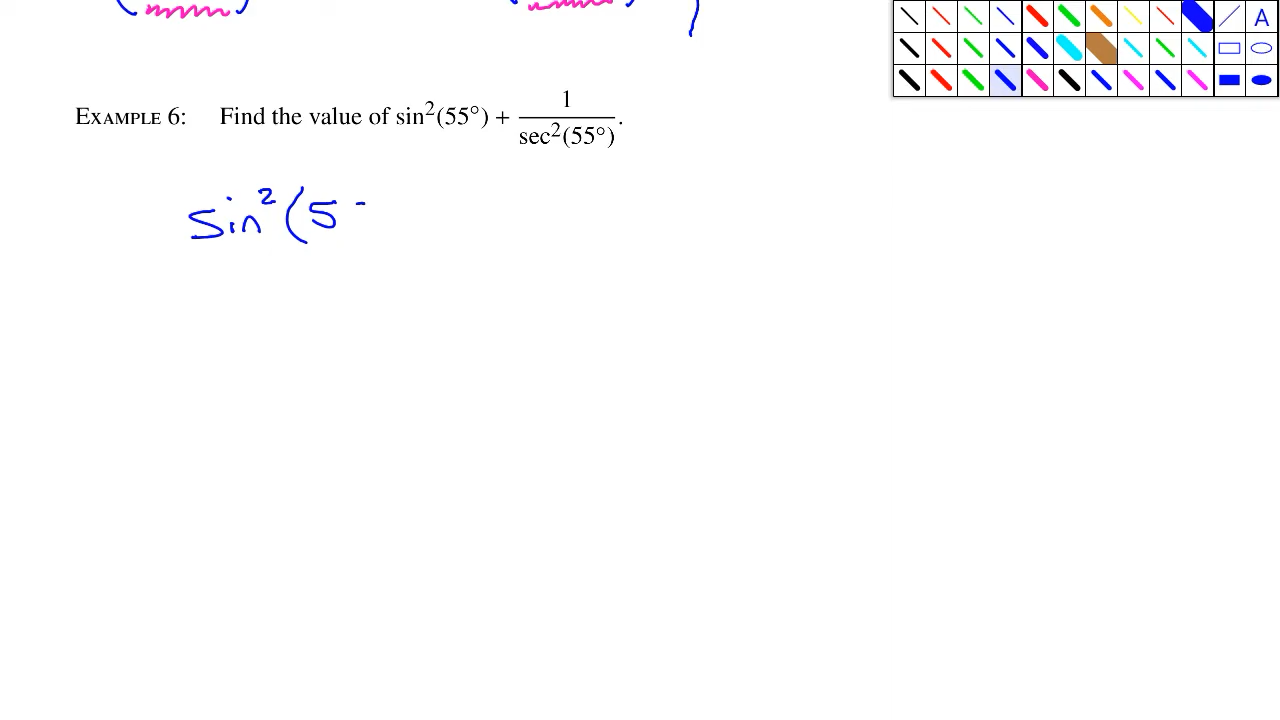 EXAMPLE 6: Find the value of sin²(55°) + 1/sec²(55°).
sin² (5
A